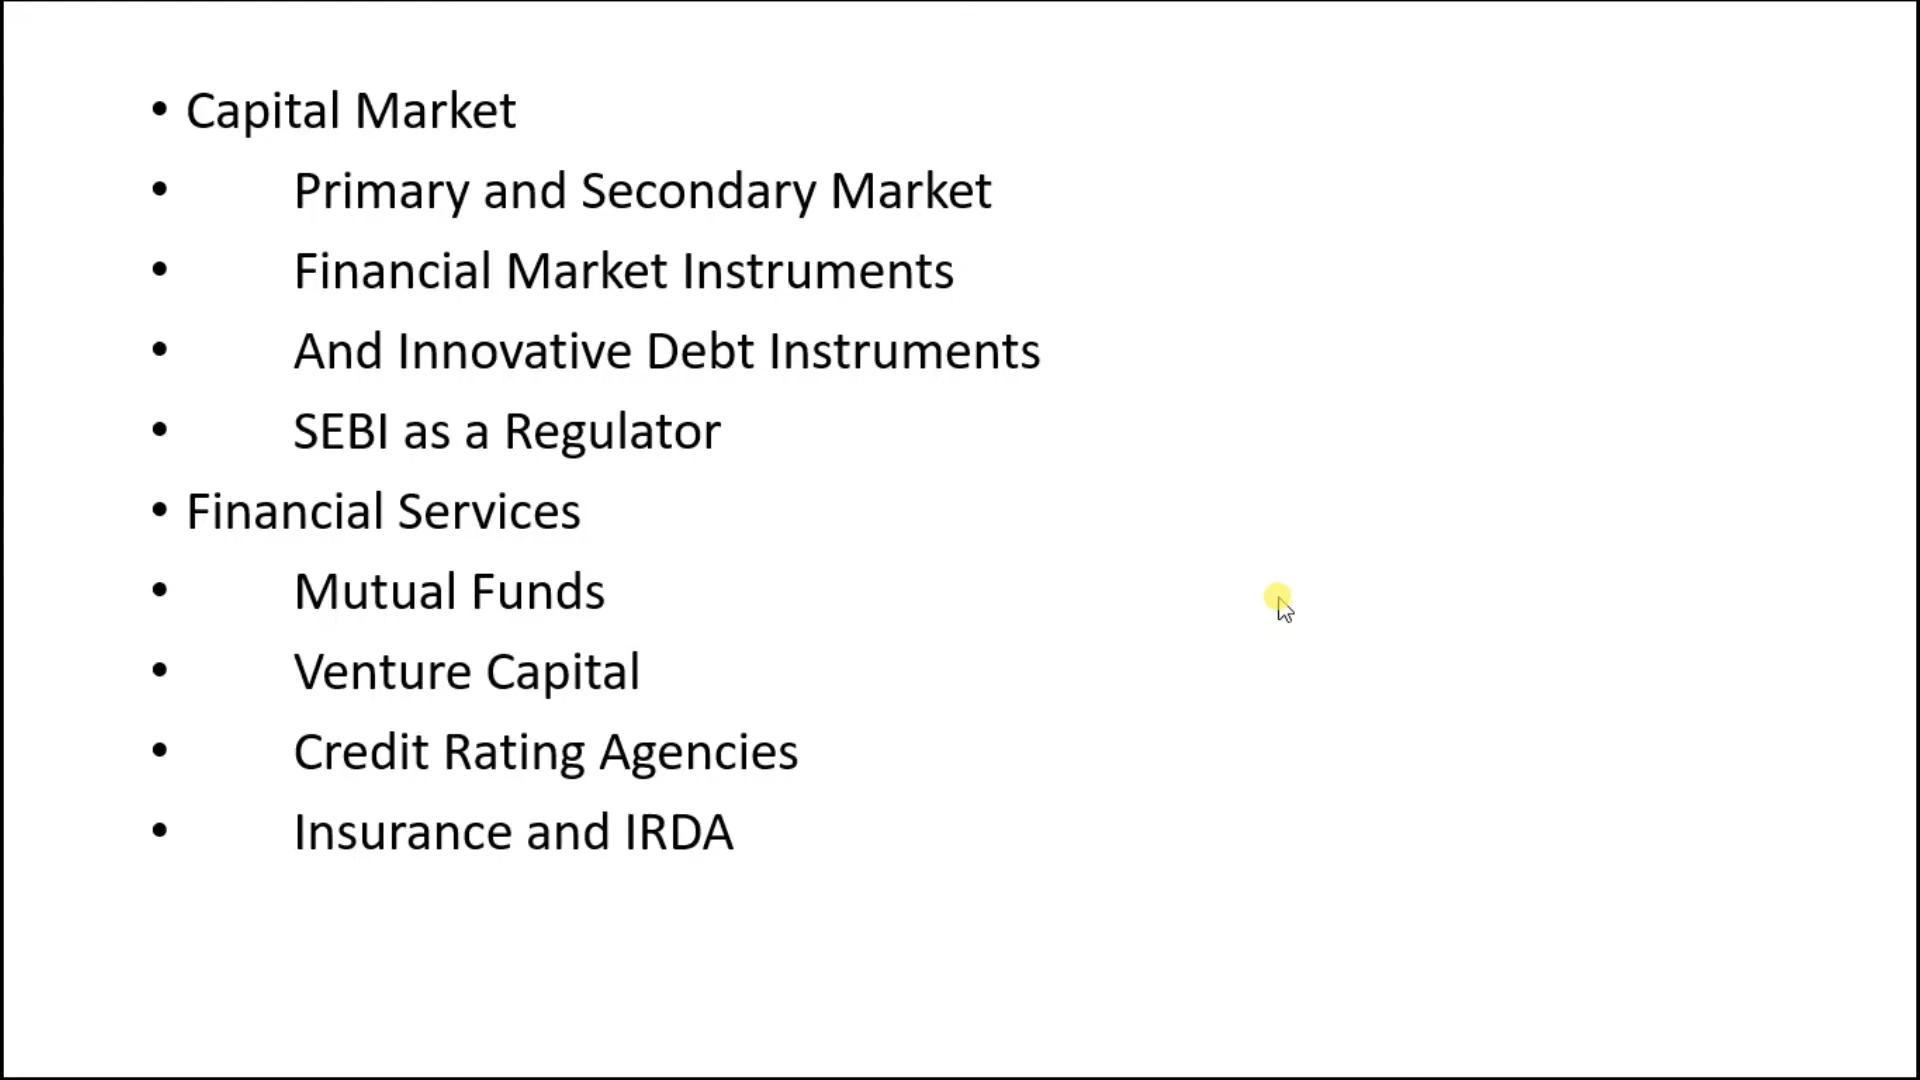 • Capital Market
• Primary and Secondary Market
• Financial Market Instruments
• And Innovative Debt Instruments
• SEBI as a Regulator
• Financial Services
• Mutual Funds
• Venture Capital
• Credit Rating Agencies
• Insurance and IRDA